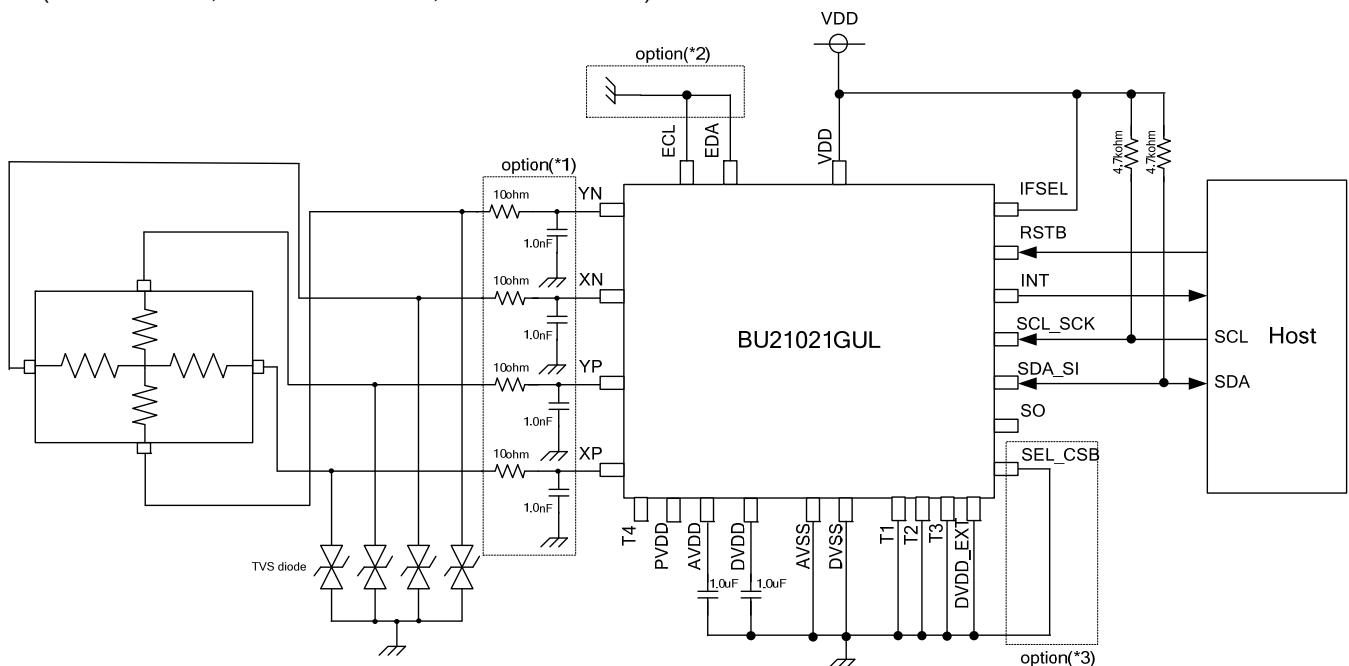 VDD
option(*2)
ECL
EDA
VDD
4.7kohm
4.7kohm
option(*1)
10ohm
YN
1.0nF
10ohm
XN
1.0nF
10ohm
YP
1.0nF
10ohm
XP
1.0nF
BU21021GUL
IFSEL
RSTB
INT
SCL_SCK
SDA_SI
SO
SEL_CSB
SCL
Host
SDA
T4
PVDD
AVDD
DVDD
AVSS
DVSS
T1
T2
T3
DVDD_EXT
1.0uF
1.0uF
TVS diode
option(*3)